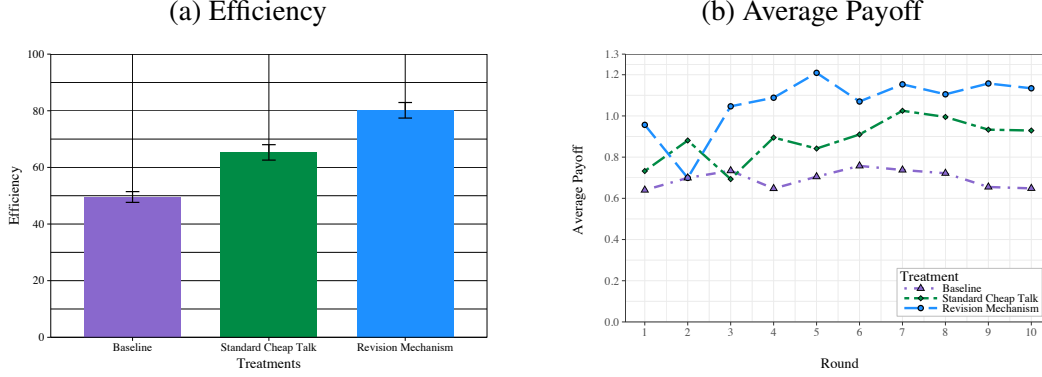 (a) Efficiency
100
80
60
40
20
0
Efficiency
Baseline
Standard Cheap Talk
Revision Mechanism
Treatments
(b) Average Payoff
1.3
1.2
1.0
0.8
0.6
0.4
0.2
0.0
Average Payoff
1 2 3 4 5 6 7 8 9 10
Round
Treatment
Baseline
Standard Cheap Talk
Revision Mechanism